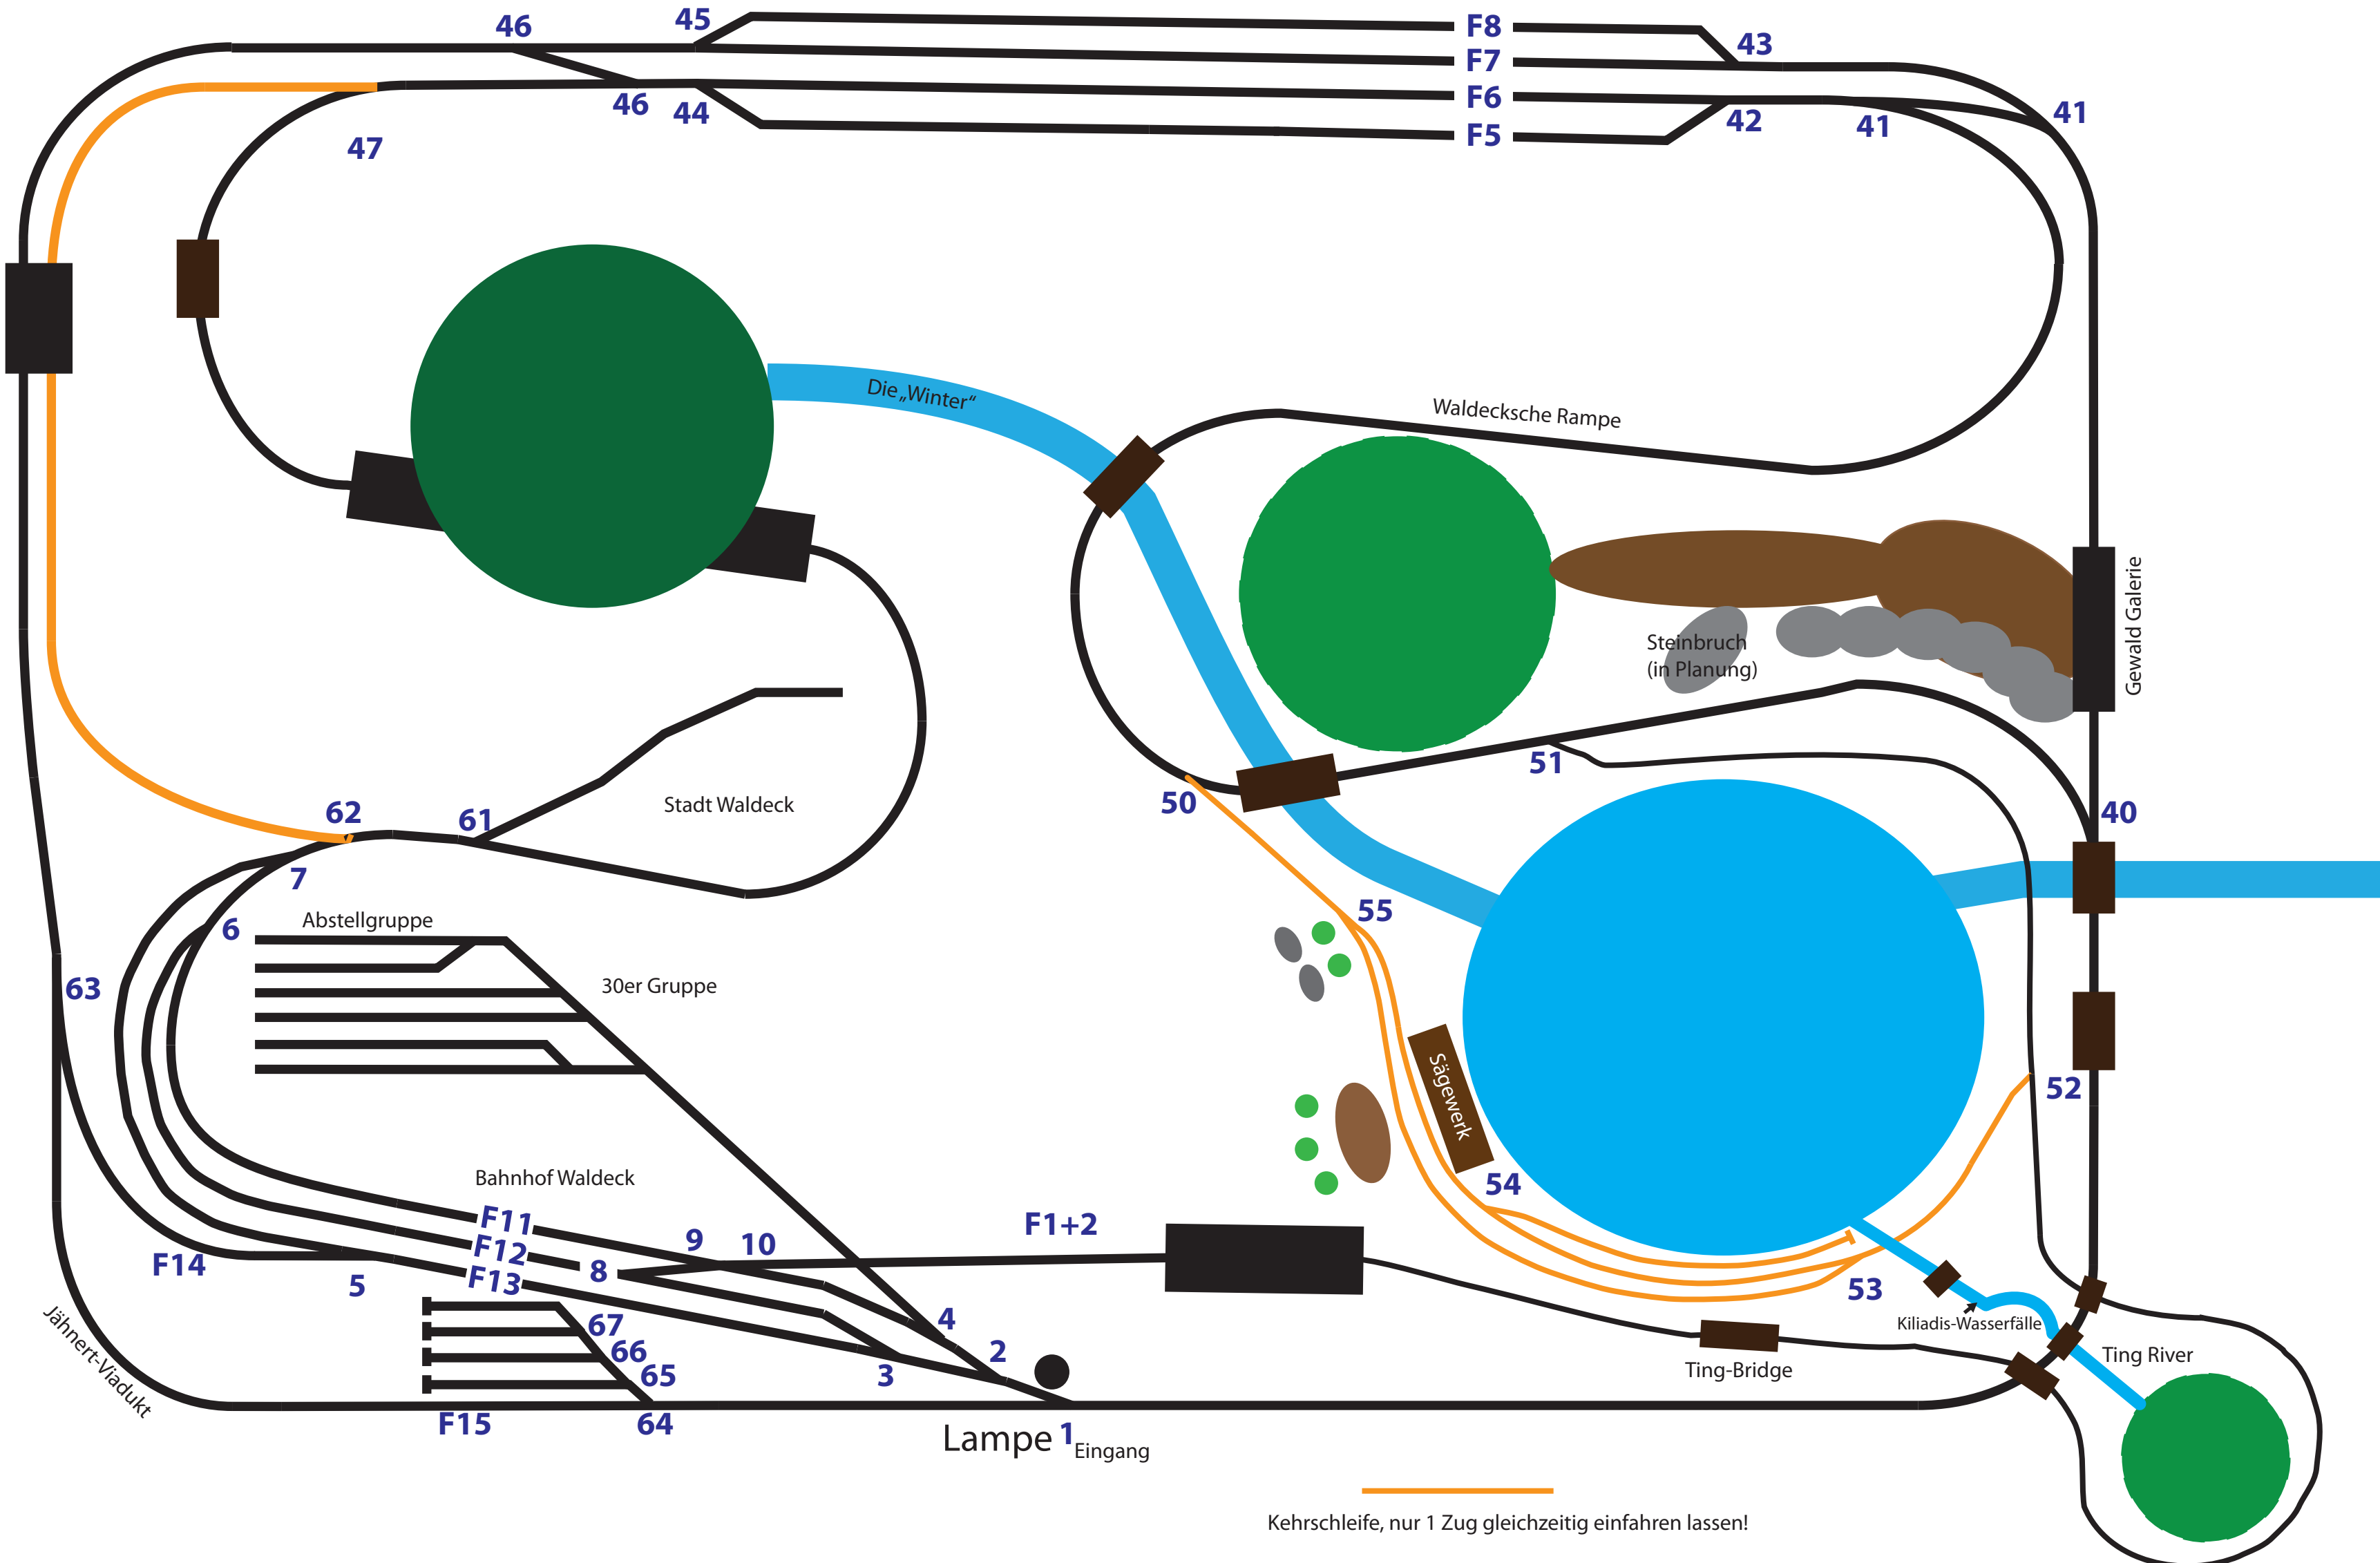 45
46
F8
43
F7
46
44
F6
41
42
41
F5
47
Die „Winter“
Waldecksche Rampe
Gewald Galerie
Steinbruch
(in Planung)
51
50
40
62
61
Stadt Waldeck
7
6
Abstellgruppe
55
63
30er Gruppe
Sägewerk
52
Bahnhof Waldeck
54
F11
F1+2
F12
9
10
F14
F13
8
5
53
Kiliadis-Wasserfälle
67
4
Jähnert-Viadukt
66
2
Ting River
65
3
Ting-Bridge
F15
64
Lampe
1
Eingang
Kehrschleife, nur 1 Zug gleichzeitig einfahren lassen!